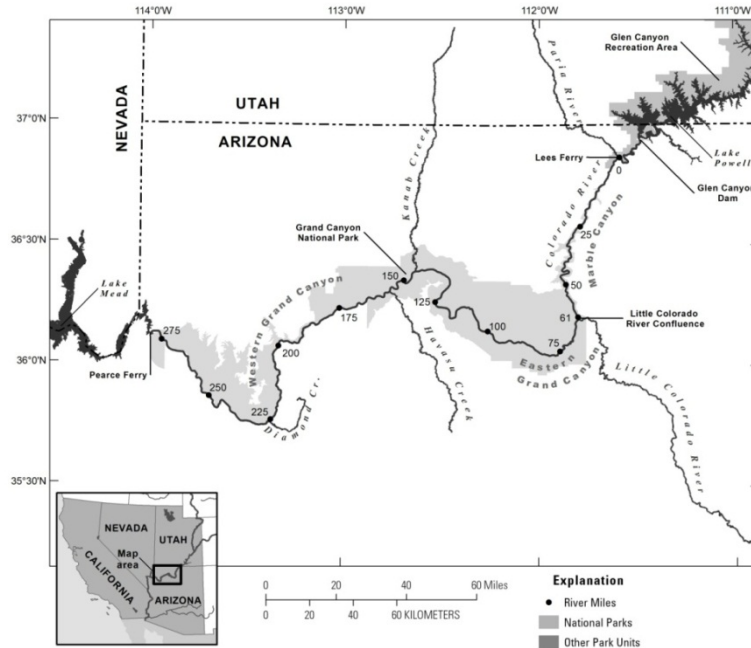 114°00'W
113°00'W
112°00'W
111°00'W
Glen Canyon
Recreation Area
Paria River
37°0'N
NEVADA
UTAH
ARIZONA
Kanab Creek
Lees Ferry
0
Lake
Powell
Glen Canyon
Dam
Colorado River
Marble Canyon
25
36°30'N
Grand Canyon
National Park
150
Lake
Mead
Western Grand Canyon
175
125
50
61
Little Colorado
River Confluence
275
100
75
36°00'N
200
Eastern
Grand Canyon
Pearce Ferry
250
225
Diamond Cr.
Havasu Creek
Little Colorado River
35°30'N
NEVADA
UTAH
CALIFORNIA
Map
area
ARIZONA
0 20 40 60 Miles
0 20 40 60 KILOMETERS
Explanation
River Miles
National Parks
Other Park Units